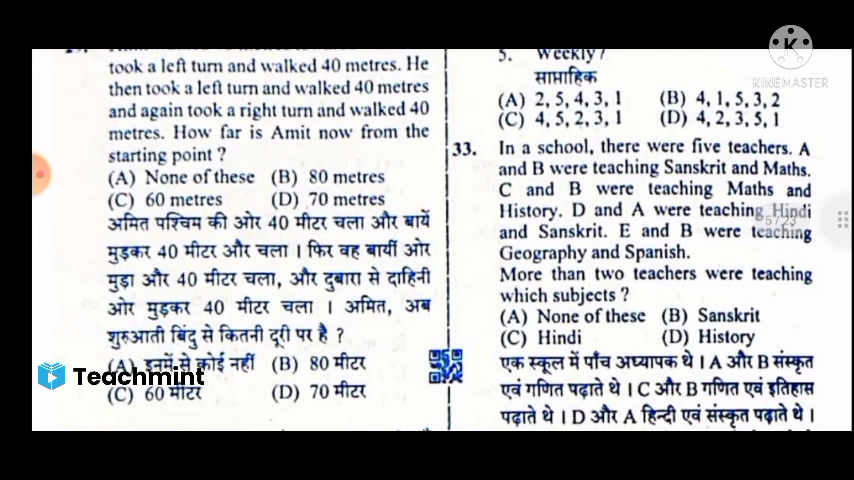 took a left turn and walked 40 metres. He
then took a left turn and walked 40 metres
and again took a right turn and walked 40
metres. How far is Amit now from the
starting point ?
(A) None of these (B) 80 metres
(C) 60 metres (D) 70 metres
अमित पश्चिम की ओर 40 मीटर चला और बायें
मुड़कर 40 मीटर और चला । फिर वह बायीं ओर
मुड़ा और 40 मीटर चला, और दुबारा से दाहिनी
ओर मुड़कर 40 मीटर चला । अमित, अब
शुरुआती बिंदु से कितनी दूरी पर है ?
(A) इनमें से कोई नहीं (B) 80 मीटर
(C) 60 मीटर (D) 70 मीटर
Teachmint
5. Weekly /
साप्ताहिक
(A) 2, 5, 4, 3, 1 (B) 4, 1, 5, 3, 2
(C) 4, 5, 2, 3, 1 (D) 4, 2, 3, 5, 1
33. In a school, there were five teachers. A
and B were teaching Sanskrit and Maths.
C and B were teaching Maths and
History. D and A were teaching Hindi
and Sanskrit. E and B were teaching
Geography and Spanish.
More than two teachers were teaching
which subjects ?
(A) None of these (B) Sanskrit
(C) Hindi (D) History
एक स्कूल में पाँच अध्यापक थे । A और B संस्कृत
एवं गणित पढ़ाते थे । C और B गणित एवं इतिहास
पढ़ाते थे । D और A हिन्दी एवं संस्कृत पढ़ाते थे ।
5 / 23
K
KINEMASTER